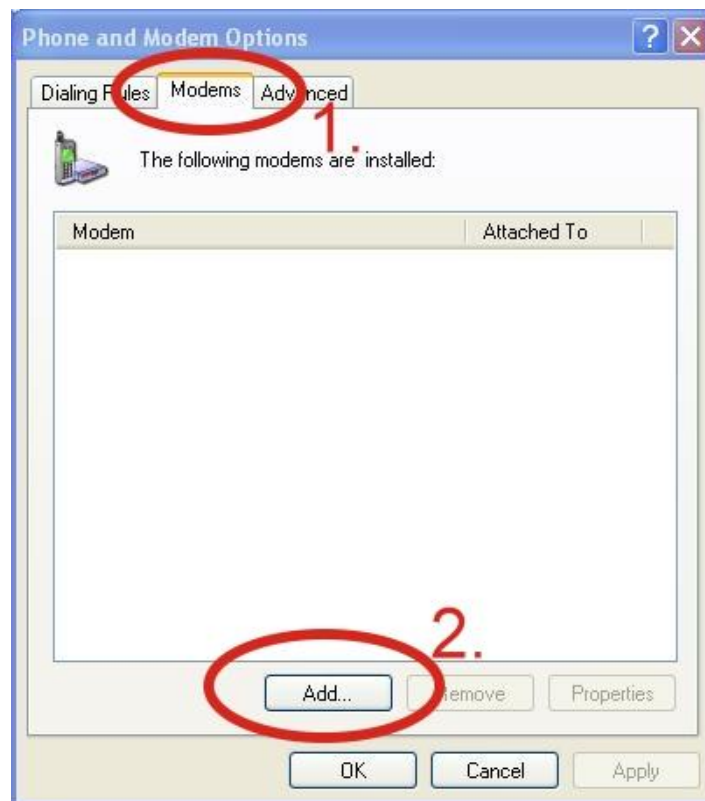 Phone and Modem Options
Dialing Rules Modems Advanced
1.
The following modems are installed:
Modem Attached To
2.
Add... Remove Properties
OK Cancel Apply